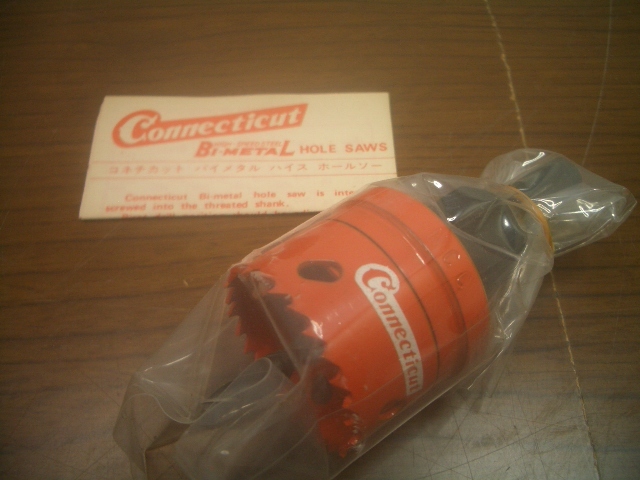 Connecticut
BI-METAL HOLE SAWS
コネチカット バイメタル ハイス ホールソー
Connecticut Bi-metal hole saw is
screwed into the threated shank.
Connecticut